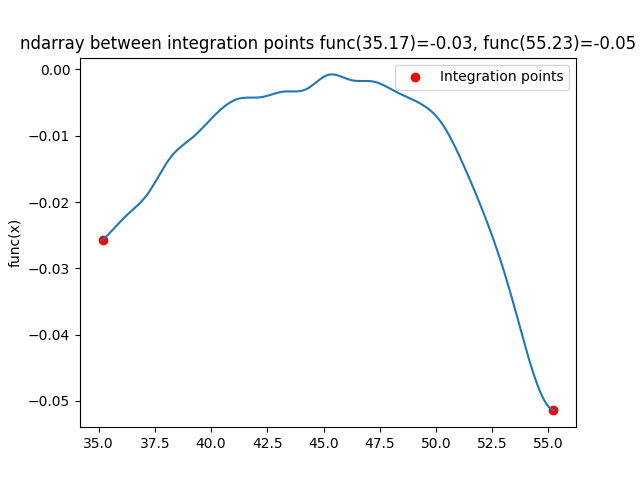 ndarray between integration points func(35.17)=-0.03, func(55.23)=-0.05
Integration points
func(x)
0.00
−0.01
−0.02
−0.03
−0.04
−0.05
35.0 37.5 40.0 42.5 45.0 47.5 50.0 52.5 55.0